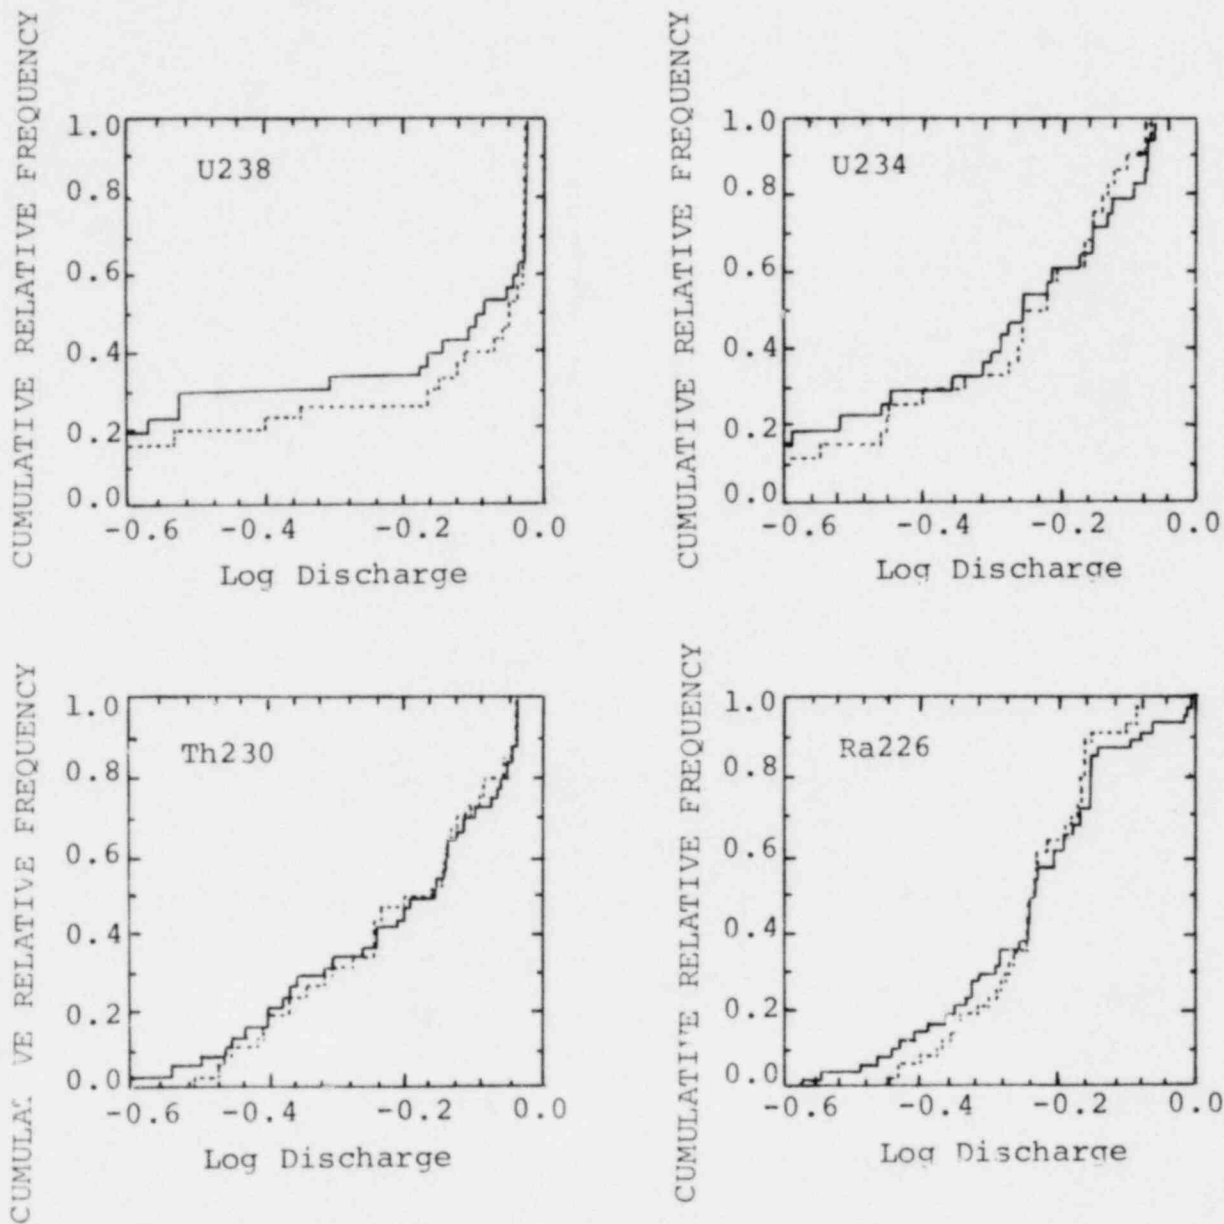 CUMULATIVE RELATIVE FREQUENCY
1.0
0.8
0.6
0.4
0.2
0.0
U238
-0.6 -0.4 -0.2 0.0
Log Discharge
CUMULATIVE RELATIVE FREQUENCY
1.0
0.8
0.6
0.4
0.2
0.0
U234
-0.6 -0.4 -0.2 0.0
Log Discharge
VE RELATIVE FREQUENCY
1.0
0.8
0.6
0.4
0.2
0.0
Th230
-0.6 -0.4 -0.2 0.0
Log Discharge
RELATIVE FREQUENCY
1.0
0.8
0.6
0.4
0.2
0.0
Ra226
-0.6 -0.4 -0.2 0.0
Log Discharge